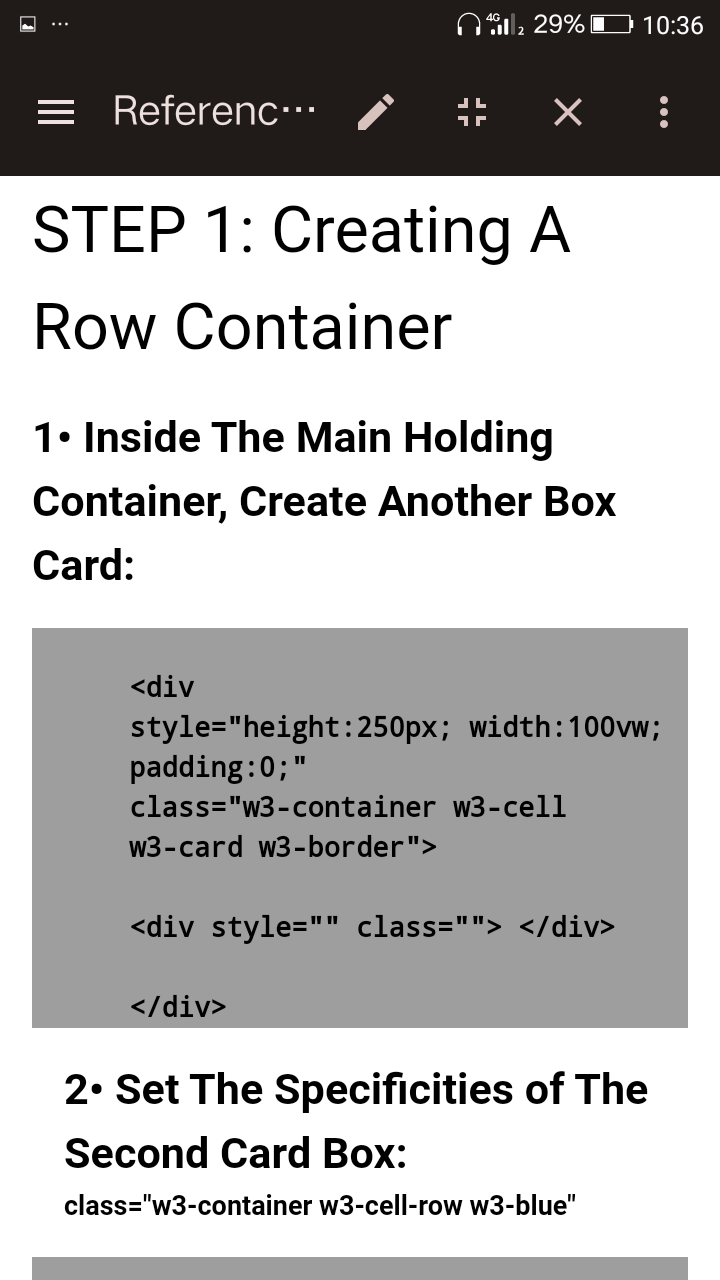 4G 2 29% 10:36
Referenc···
STEP 1: Creating A
Row Container
1• Inside The Main Holding
Container, Create Another Box
Card:
<div
style="height:250px; width:100vw;
padding:0;"
class="w3-container w3-cell
w3-card w3-border">
<div style="" class=""> </div>
</div>
2• Set The Specificities of The
Second Card Box:
class="w3-container w3-cell-row w3-blue"